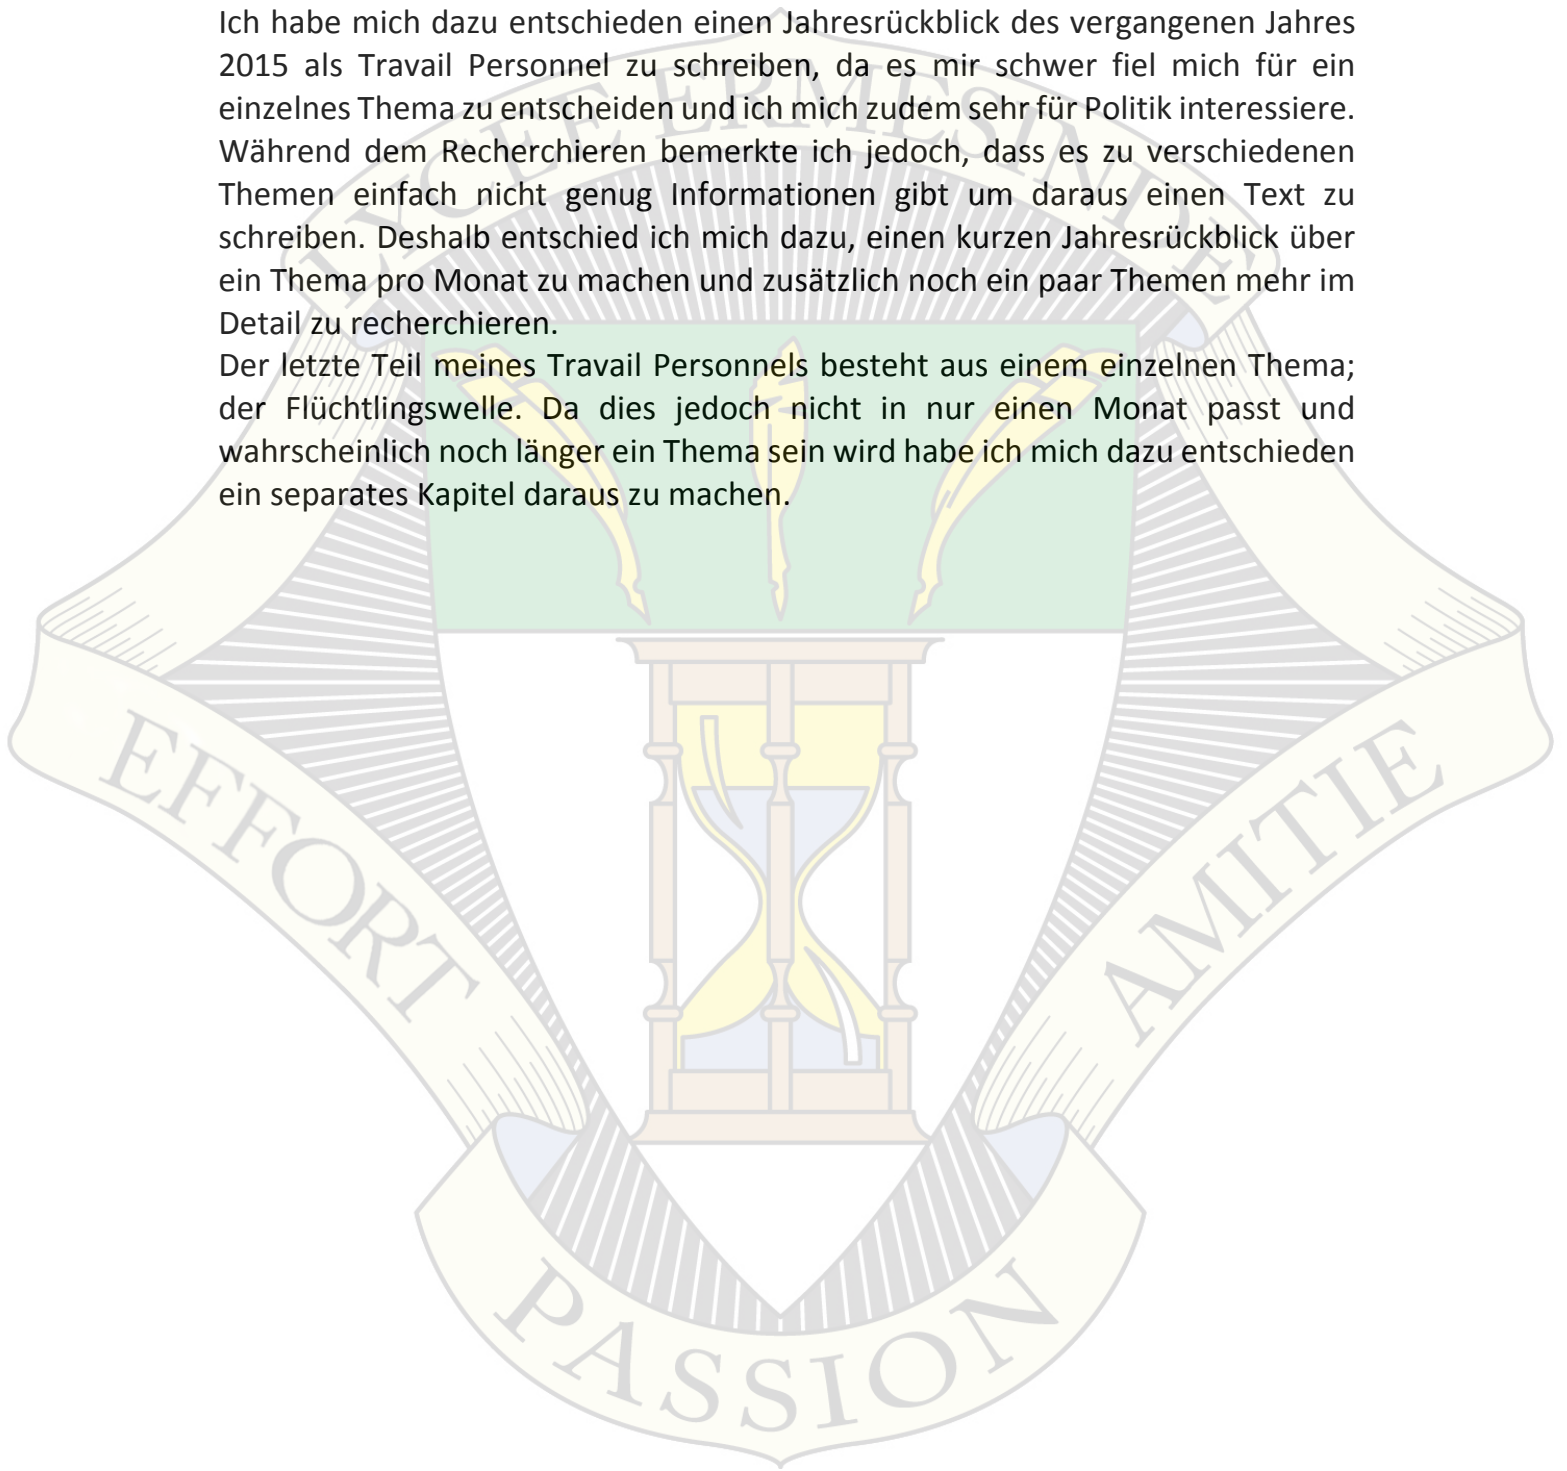 Ich habe mich dazu entschieden einen Jahresrückblick des vergangenen Jahres
2015 als Travail Personnel zu schreiben, da es mir schwer fiel mich für ein
einzelnes Thema zu entscheiden und ich mich zudem sehr für Politik interessiere.
Während dem Recherchieren bemerkte ich jedoch, dass es zu verschiedenen
Themen einfach nicht genug Informationen gibt um daraus einen Text zu
schreiben. Deshalb entschied ich mich dazu, einen kurzen Jahresrückblick über
ein Thema pro Monat zu machen und zusätzlich noch ein paar Themen mehr im
Detail zu recherchieren.
Der letzte Teil meines Travail Personnels besteht aus einem einzelnen Thema;
der Flüchtlingswelle. Da dies jedoch nicht in nur einen Monat passt und
wahrscheinlich noch länger ein Thema sein wird habe ich mich dazu entschieden
ein separates Kapitel daraus zu machen.
LYCEE ERMESINDE
EFFORT
AMITIE
PASSION